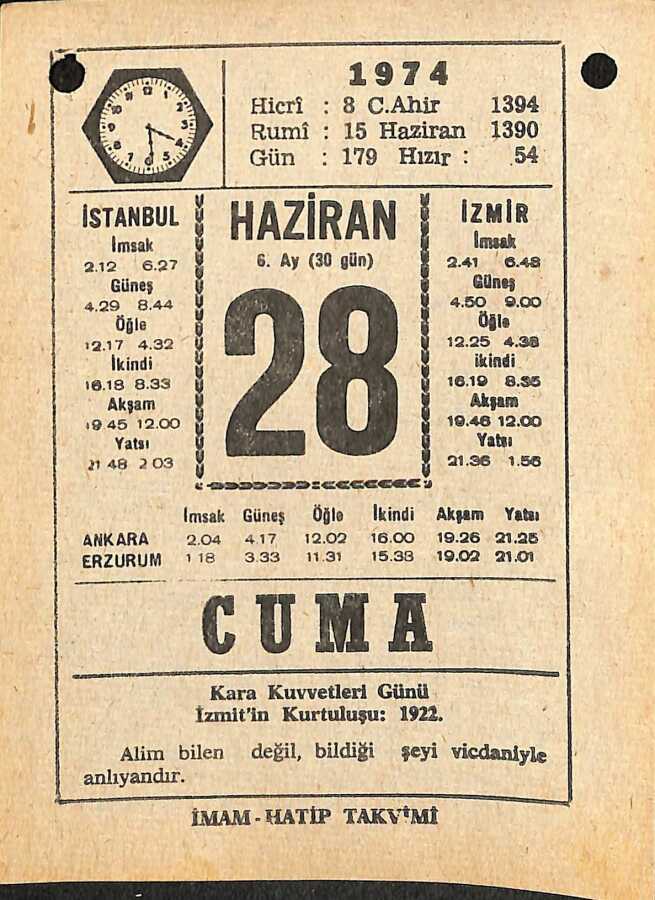 1974
Hicrî : 8 C.Ahir 1394
Rumî : 15 Haziran 1390
Gün : 179 Hızır : 54
İSTANBUL
İmsak
2.12 6.27
Güneş
4.29 8.44
Öğle
12.17 4.32
İkindi
16.18 8.33
Akşam
19 45 12.00
Yatsı
21 48 2 03
HAZİRAN
6. Ay (30 gün)
28
İZMİR
İmsak
2.41 6.48
Güneş
4.50 9.00
Öğle
12.25 4.38
ikindi
16.19 8.35
Akşam
19.46 12.00
Yatsı
21.36 1.56
İmsak Güneş Öğle İkindi Akşam Yatsı
ANKARA 2.04 4 17 12.02 16.00 19.26 21.25
ERZURUM 1 18 3.33 11.31 15.38 19.02 21.01
CUMA
Kara Kuvvetleri Günü
İzmit'in Kurtuluşu: 1922.
Alim bilen değil, bildiği şeyi vicdaniyle
anlıyandır.
İMAM - HATİP TAKVİMİ